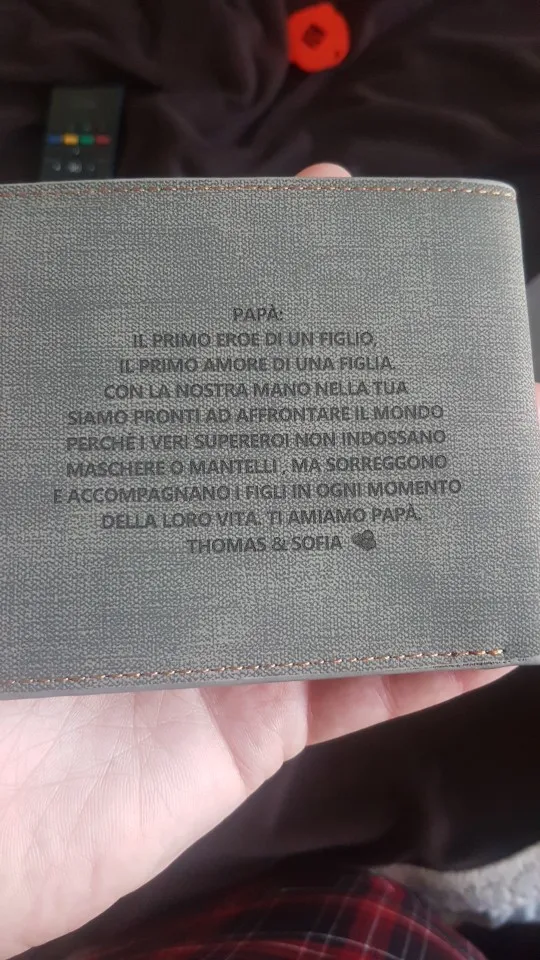 PAPÀ:
IL PRIMO EROE DI UN FIGLIO,
IL PRIMO AMORE DI UNA FIGLIA.
CON LA NOSTRA MANO NELLA TUA
SIAMO PRONTI AD AFFRONTARE IL MONDO
PERCHÈ I VERI SUPEREROI NON INDOSSANO
MASCHERE O MANTELLI , MA SORREGGONO
E ACCOMPAGNANO I FIGLI IN OGNI MOMENTO
DELLA LORO VITA. TI AMIAMO PAPÀ.
THOMAS & SOFIA